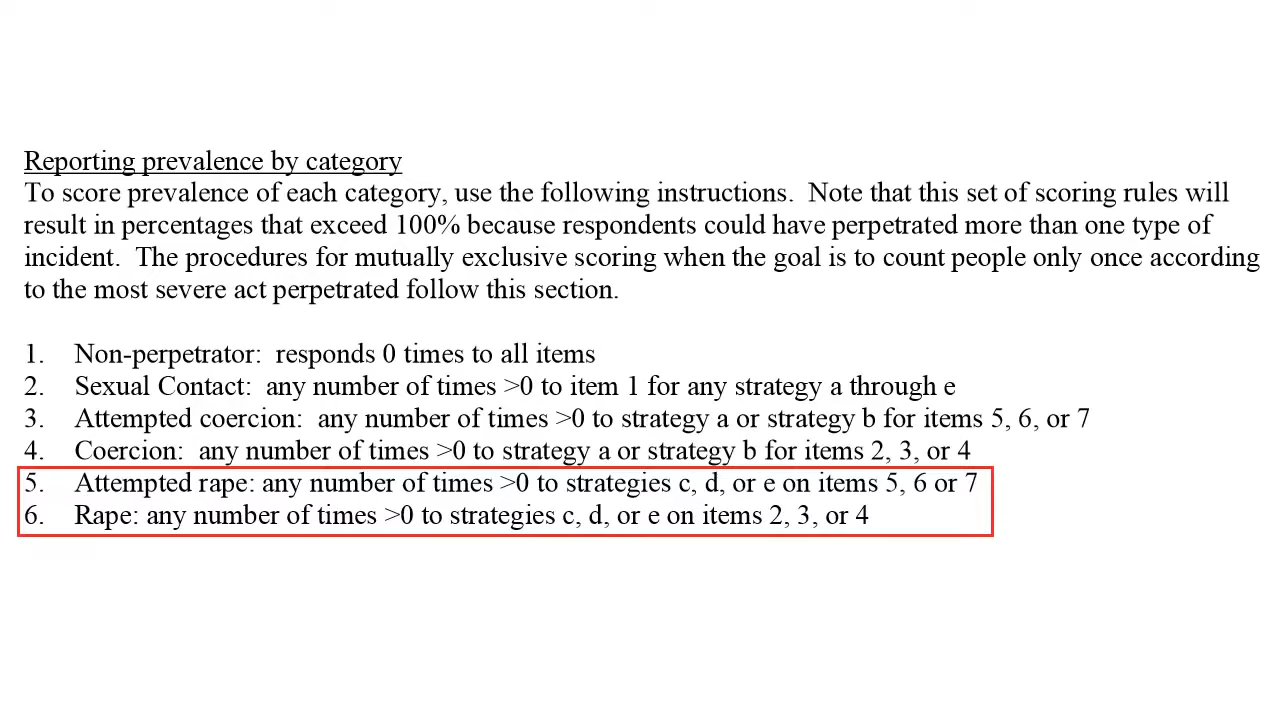 Reporting prevalence by category
To score prevalence of each category, use the following instructions.  Note that this set of scoring rules will
result in percentages that exceed 100% because respondents could have perpetrated more than one type of
incident.  The procedures for mutually exclusive scoring when the goal is to count people only once according
to the most severe act perpetrated follow this section.
1. Non-perpetrator:  responds 0 times to all items
2. Sexual Contact:  any number of times >0 to item 1 for any strategy a through e
3. Attempted coercion:  any number of times >0 to strategy a or strategy b for items 5, 6, or 7
4. Coercion:  any number of times >0 to strategy a or strategy b for items 2, 3, or 4
5. Attempted rape: any number of times >0 to strategies c, d, or e on items 5, 6 or 7
6. Rape: any number of times >0 to strategies c, d, or e on items 2, 3, or 4